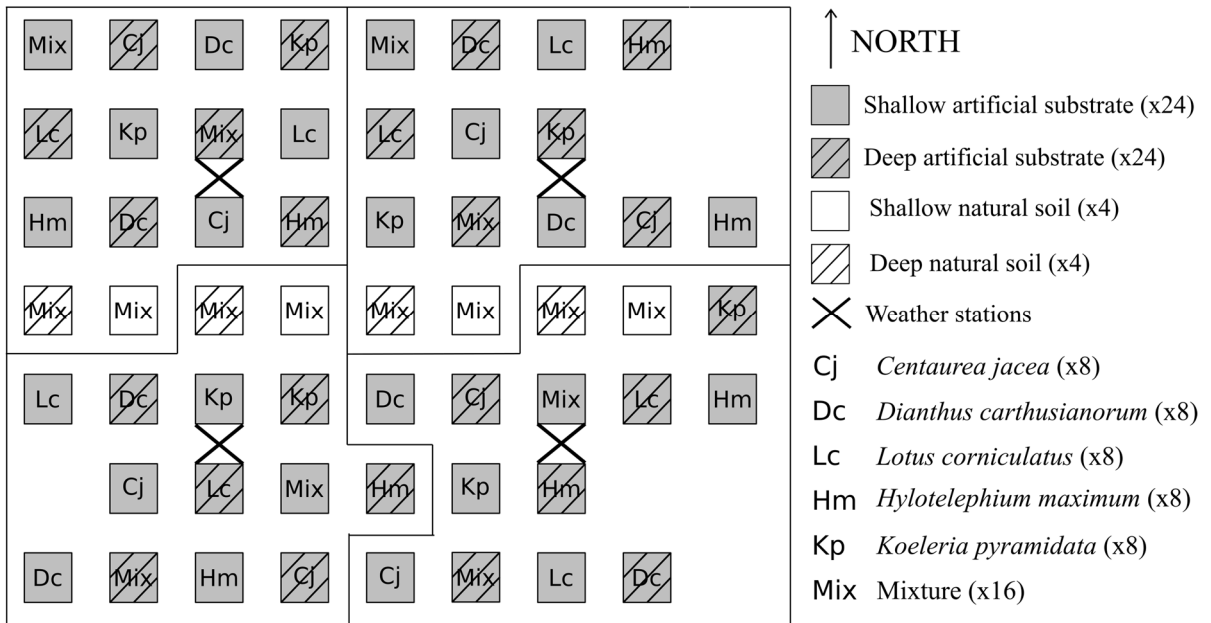 Mix Cj Dc Kp Mix Dc Lc Hm
Lc Kp Mix Lc Lc Cj Kp
Hm Dc Cj Hm Kp Mix Dc Cj Hm
Mix Mix Mix Mix Mix Mix Mix Mix Kp
Lc Dc Kp Kp Dc Cj Mix Lc Hm
Cj Lc Mix Hm Kp Hm
Dc Mix Hm Cj Cj Mix Lc Dc
NORTH
Shallow artificial substrate (x24)
Deep artificial substrate (x24)
Shallow natural soil (x4)
Deep natural soil (x4)
Weather stations
Cj Centaurea jacea (x8)
Dc Dianthus carthusianorum (x8)
Lc Lotus corniculatus (x8)
Hm Hylotelephium maximum (x8)
Kp Koeleria pyramidata (x8)
Mix Mixture (x16)